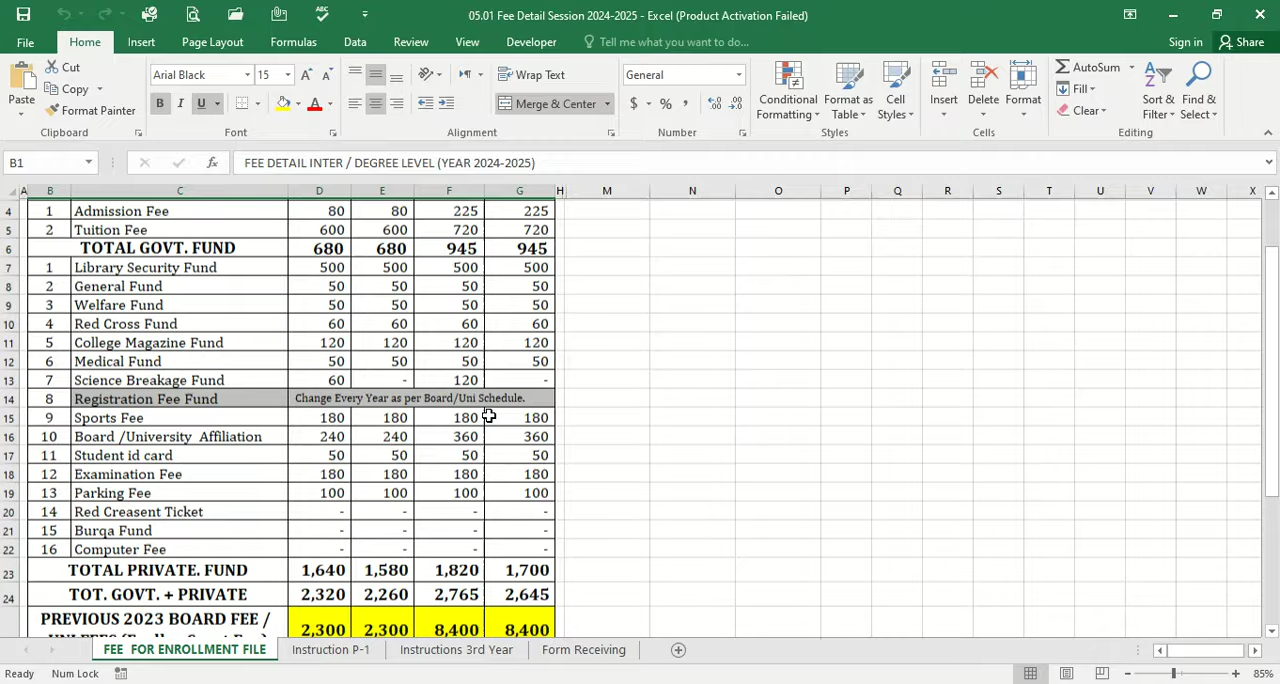 05.01 Fee Detail Session 2024-2025 - Excel (Product Activation Failed)
File Home Insert Page Layout Formulas Data Review View Developer Tell me what you want to do... Sign in Share
Paste Cut Copy Format Painter Clipboard
Arial Black 15 A A B I U A Font
Wrap Text Merge & Center Alignment
General $ % , Number
Conditional Formatting Format as Table Cell Styles Styles
Insert Delete Format Cells
AutoSum Fill Clear Sort & Filter Find & Select Editing
B1 fx FEE DETAIL INTER / DEGREE LEVEL (YEAR 2024-2025)
A B C D E F G H M N O P Q R S T U V W X
4 1 Admission Fee 80 80 225 225
5 2 Tuition Fee 600 600 720 720
6 TOTAL GOVT. FUND 680 680 945 945
7 1 Library Security Fund 500 500 500 500
8 2 General Fund 50 50 50 50
9 3 Welfare Fund 50 50 50 50
10 4 Red Cross Fund 60 60 60 60
11 5 College Magazine Fund 120 120 120 120
12 6 Medical Fund 50 50 50 50
13 7 Science Breakage Fund 60 - 120 -
14 8 Registration Fee Fund Change Every Year as per Board/Uni Schedule.
15 9 Sports Fee 180 180 180 180
16 10 Board /University Affiliation 240 240 360 360
17 11 Student id card 50 50 50 50
18 12 Examination Fee 180 180 180 180
19 13 Parking Fee 100 100 100 100
20 14 Red Creasent Ticket - - - -
21 15 Burqa Fund - - - -
22 16 Computer Fee - - - -
23 TOTAL PRIVATE. FUND 1,640 1,580 1,820 1,700
24 TOT. GOVT. + PRIVATE 2,320 2,260 2,765 2,645
PREVIOUS 2023 BOARD FEE /
2,300 2,300 8,400 8,400
FEE FOR ENROLLMENT FILE Instruction P-1 Instructions 3rd Year Form Receiving
Ready Num Lock 85%